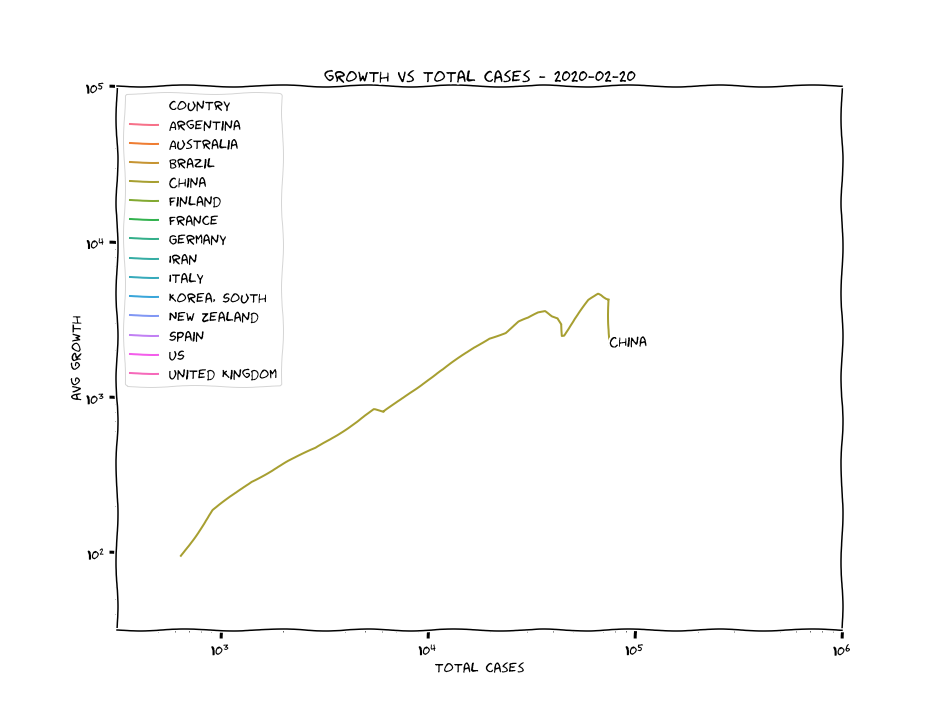 GROWTH VS TOTAL CASES - 2020-02-20
10⁵
COUNTRY
ARGENTINA
AUSTRALIA
BRAZIL
CHINA
FINLAND
FRANCE
GERMANY
IRAN
ITALY
KOREA, SOUTH
NEW ZEALAND
SPAIN
US
UNITED KINGDOM
10⁴
10³
10²
AVG GROWTH
CHINA
10³ 10⁴ 10⁵ 10⁶
TOTAL CASES